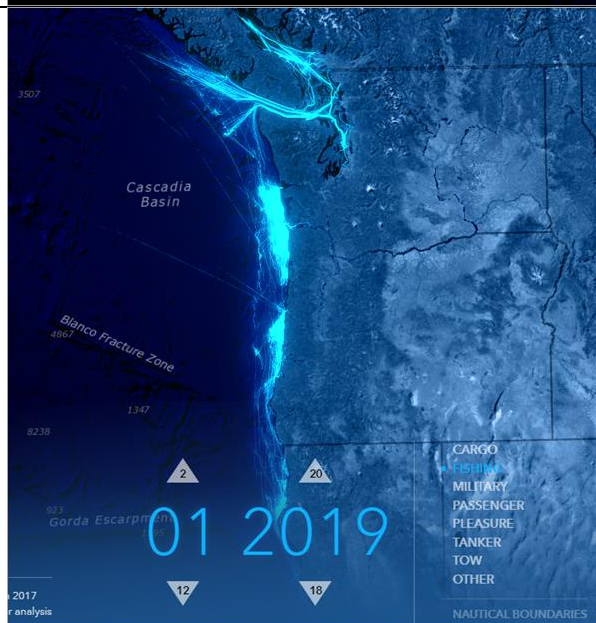 3507
Cascadia
Basin
Blanco Fracture Zone
4867
1347
8238
923
Gorda Escarpment
2
20
01 2019
12
18
CARGO
FISHING
MILITARY
PASSENGER
PLEASURE
TANKER
TOW
OTHER
NAUTICAL BOUNDARIES
2017
r analysis